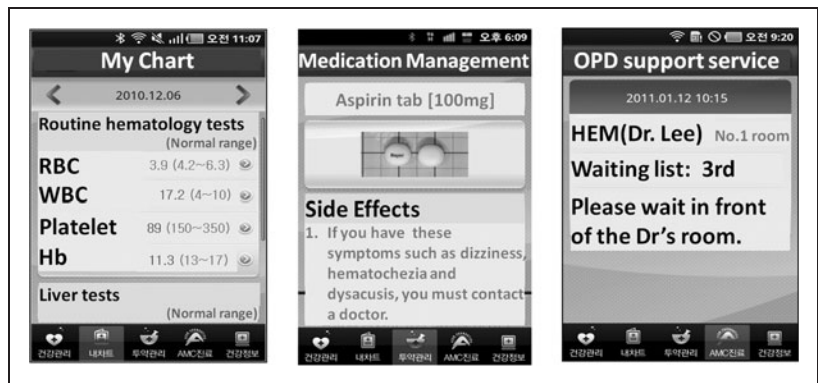 오전 11:07
My Chart
2010.12.06
Routine hematology tests
(Normal range)
RBC 3.9 (4.2~6.3)
WBC 17.2 (4~10)
Platelet 89 (150~350)
Hb 11.3 (13~17)
Liver tests
(Normal range)
건강관리 내차트 투약관리 AMC진료 건강정보
오후 6:09
Medication Management
Aspirin tab [100mg]
Side Effects
1. If you have these
symptoms such as dizziness,
hematochezia and
dysacusis, you must contact
a doctor.
건강관리 내차트 투약관리 AMC진료 건강정보
오전 9:20
OPD support service
2011.01.12 10:15
HEM(Dr. Lee) No.1 room
Waiting list: 3rd
Please wait in front
of the Dr's room.
건강관리 내차트 투약관리 AMC진료 건강정보